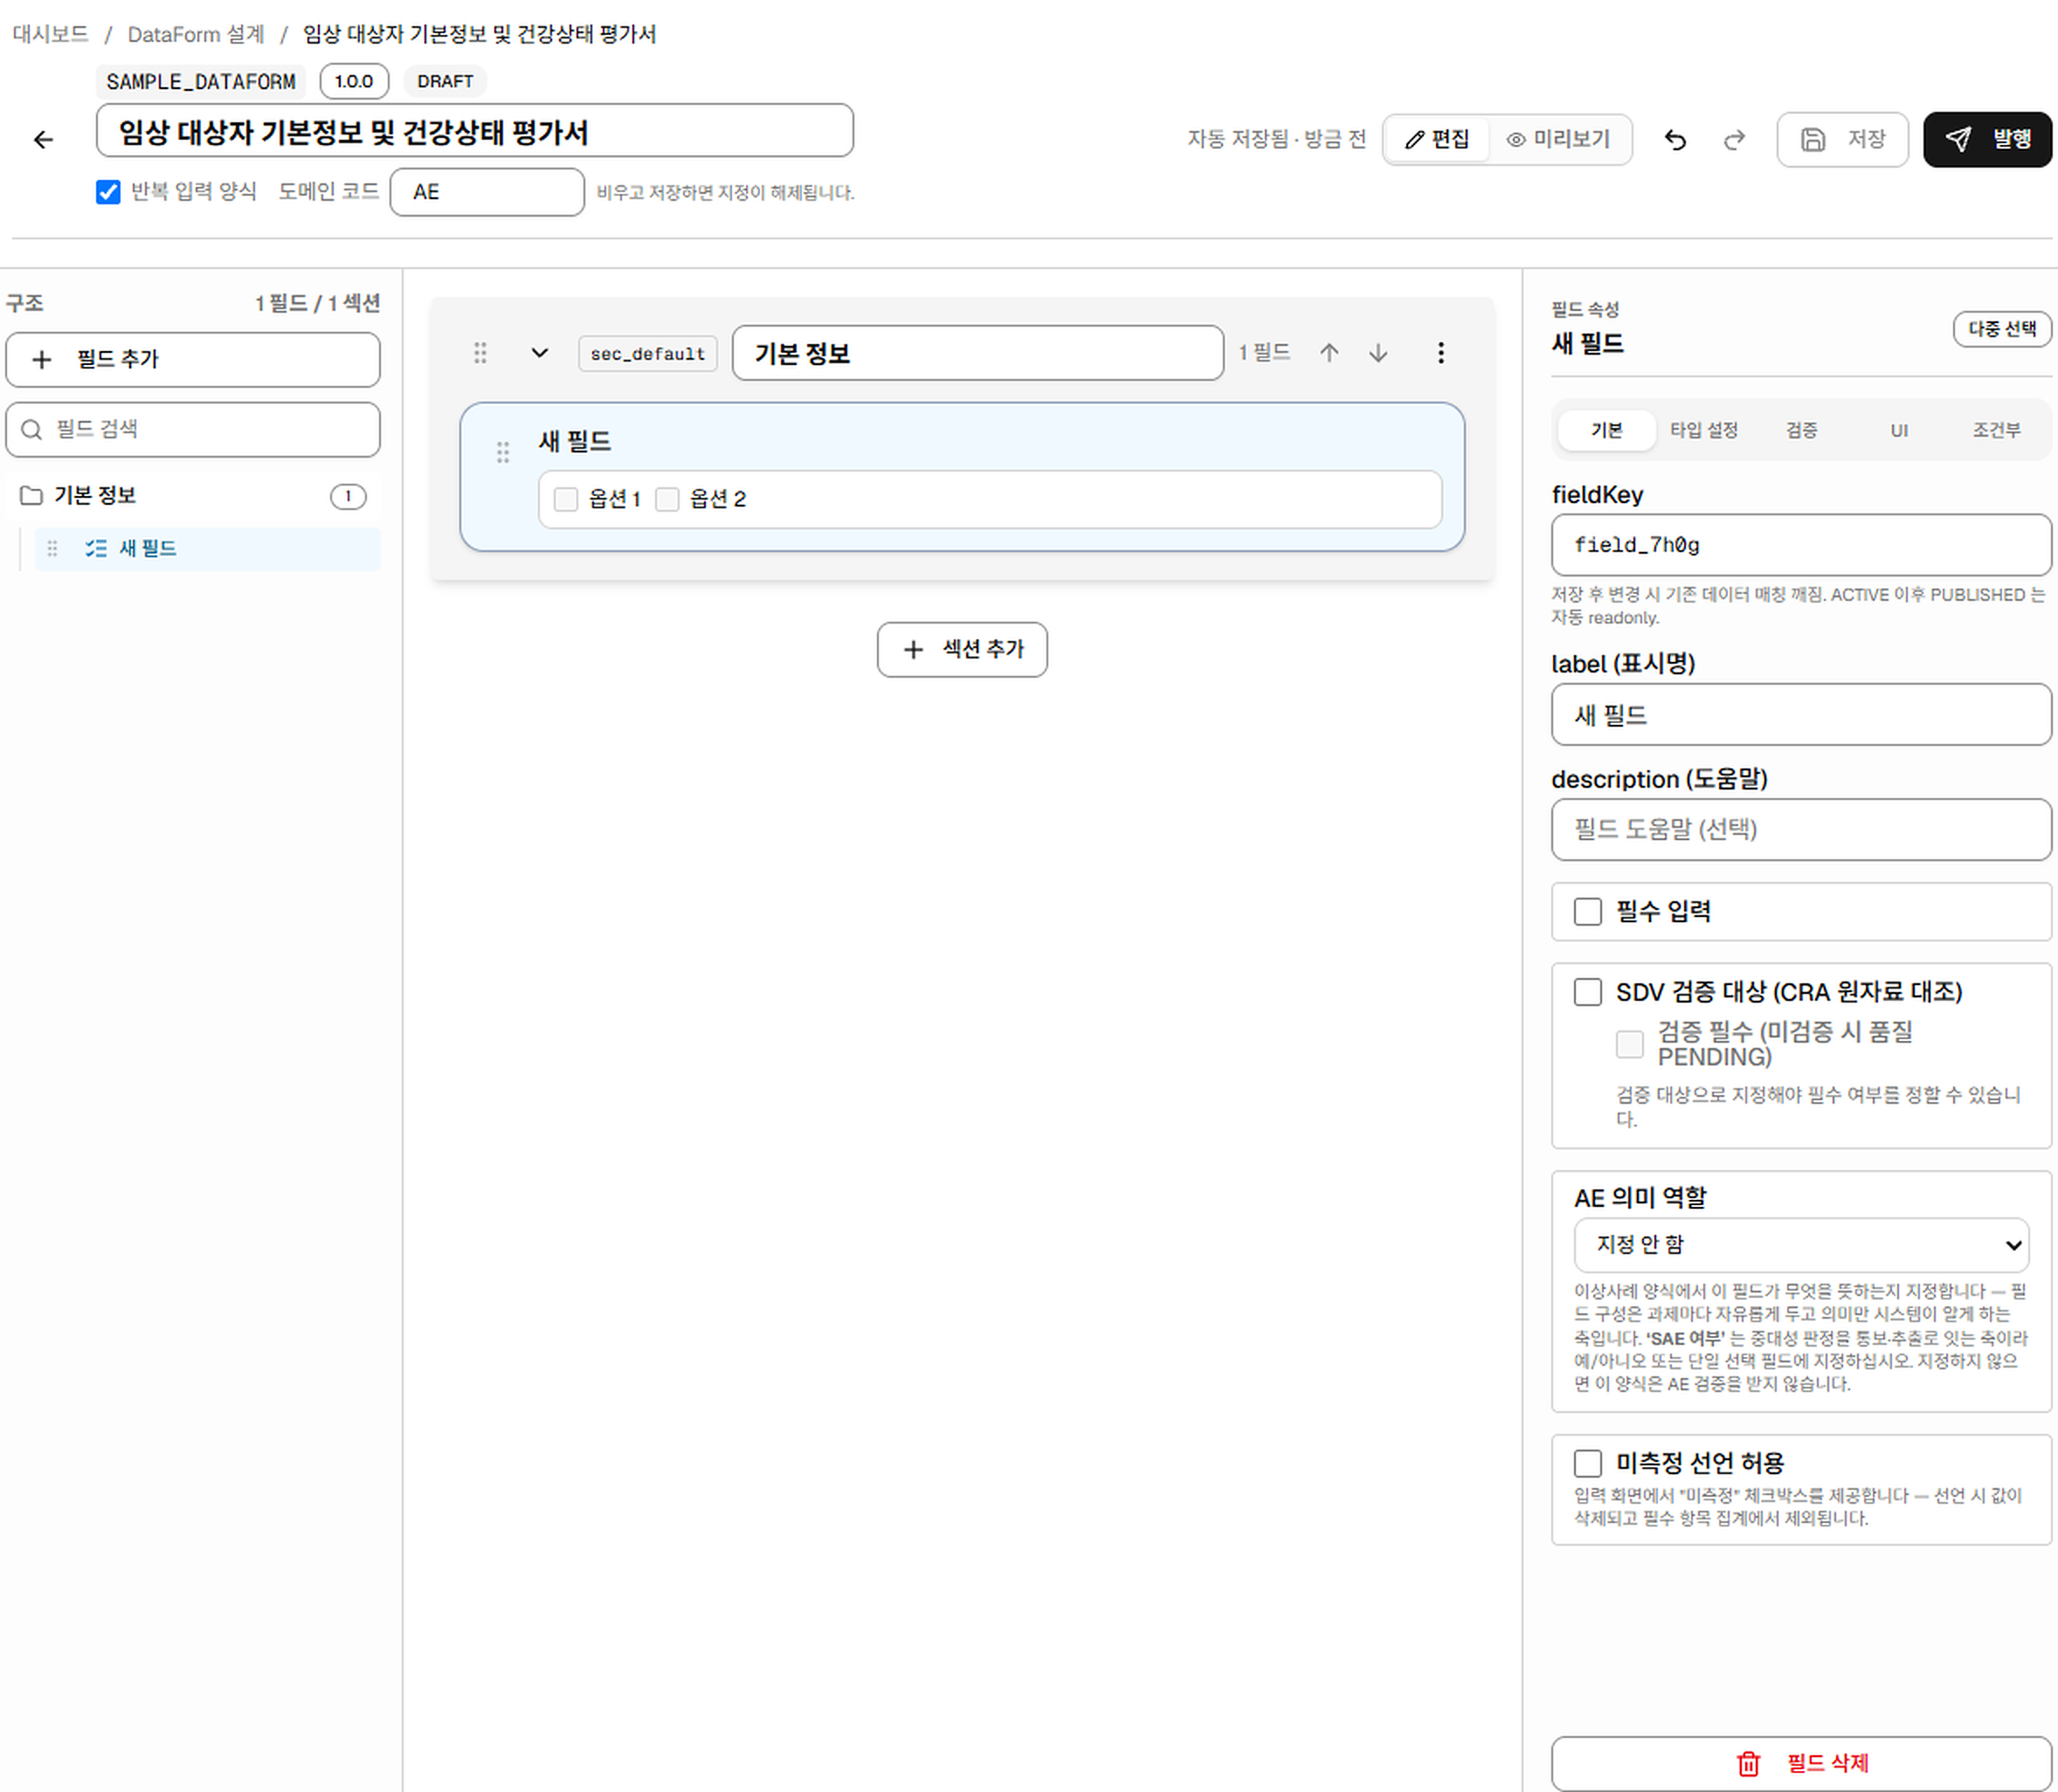 대시보드 / DataForm 설계 / 임상 대상자 기본정보 및 건강상태 평가서
SAMPLE_DATAFORM 1.0.0 DRAFT
임상 대상자 기본정보 및 건강상태 평가서
자동 저장됨 · 방금 전 편집 미리보기 저장 발행
반복 입력 양식 도메인 코드 AE 비우고 저장하면 지정이 해제됩니다.
구조 1 필드 / 1 섹션
필드 추가
필드 검색
기본 정보 1
새 필드
sec_default 기본 정보 1 필드
새 필드
옵션 1 옵션 2
섹션 추가
필드 속성
새 필드
다중 선택
기본 타입 설정 검증 UI 조건부
fieldKey
field_7h0g
저장 후 변경 시 기존 데이터 매칭 깨짐. ACTIVE 이후 PUBLISHED 는
자동 readonly.
label (표시명)
새 필드
description (도움말)
필드 도움말 (선택)
필수 입력
SDV 검증 대상 (CRA 원자료 대조)
검증 필수 (미검증 시 품질
PENDING)
검증 대상으로 지정해야 필수 여부를 정할 수 있습니
다.
AE 의미 역할
지정 안 함
이상사례 양식에서 이 필드가 무엇을 뜻하는지 지정합니다 — 필
드 구성은 과제마다 자유롭게 두고 의미만 시스템이 알게 하는
축입니다. ‘SAE 여부’ 는 중대성 판정을 통보·추출로 잇는 축이라
예/아니오 또는 단일 선택 필드에 지정하십시오. 지정하지 않으
면 이 양식은 AE 검증을 받지 않습니다.
미측정 선언 허용
입력 화면에서 "미측정" 체크박스를 제공합니다 — 선언 시 값이
삭제되고 필수 항목 집계에서 제외됩니다.
필드 삭제